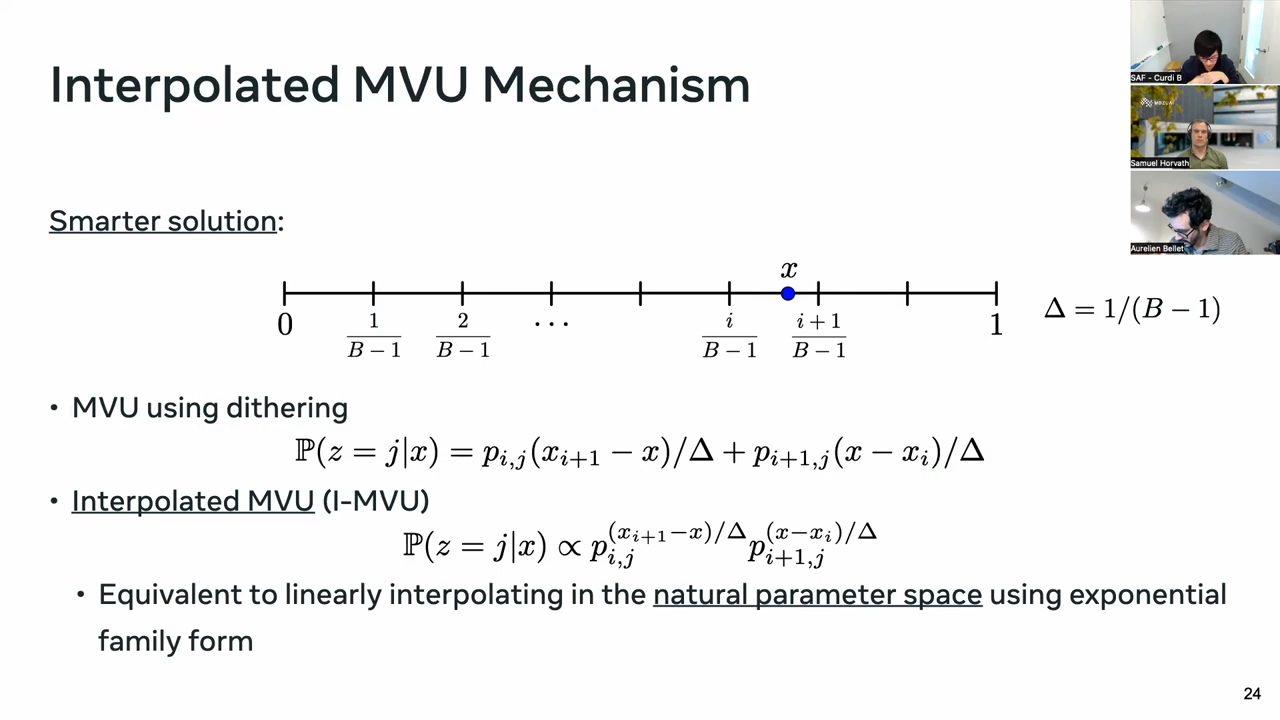 Interpolated MVU Mechanism
SAF - Curdi B
Samuel Horvath
Aurelien Bellet
Smarter solution:
x
0 1/(B − 1) 2/(B − 1) ⋯ i/(B − 1) (i + 1)/(B − 1) 1
Δ = 1/(B − 1)
• MVU using dithering
ℙ(z = j|x) = p_{i,j}(x_{i+1} − x)/Δ + p_{i+1,j}(x − x_i)/Δ
• Interpolated MVU (I-MVU)
ℙ(z = j|x) ∝ p_{i,j}^{(x_{i+1}−x)/Δ} p_{i+1,j}^{(x−x_i)/Δ}
• Equivalent to linearly interpolating in the natural parameter space using exponential
family form
24